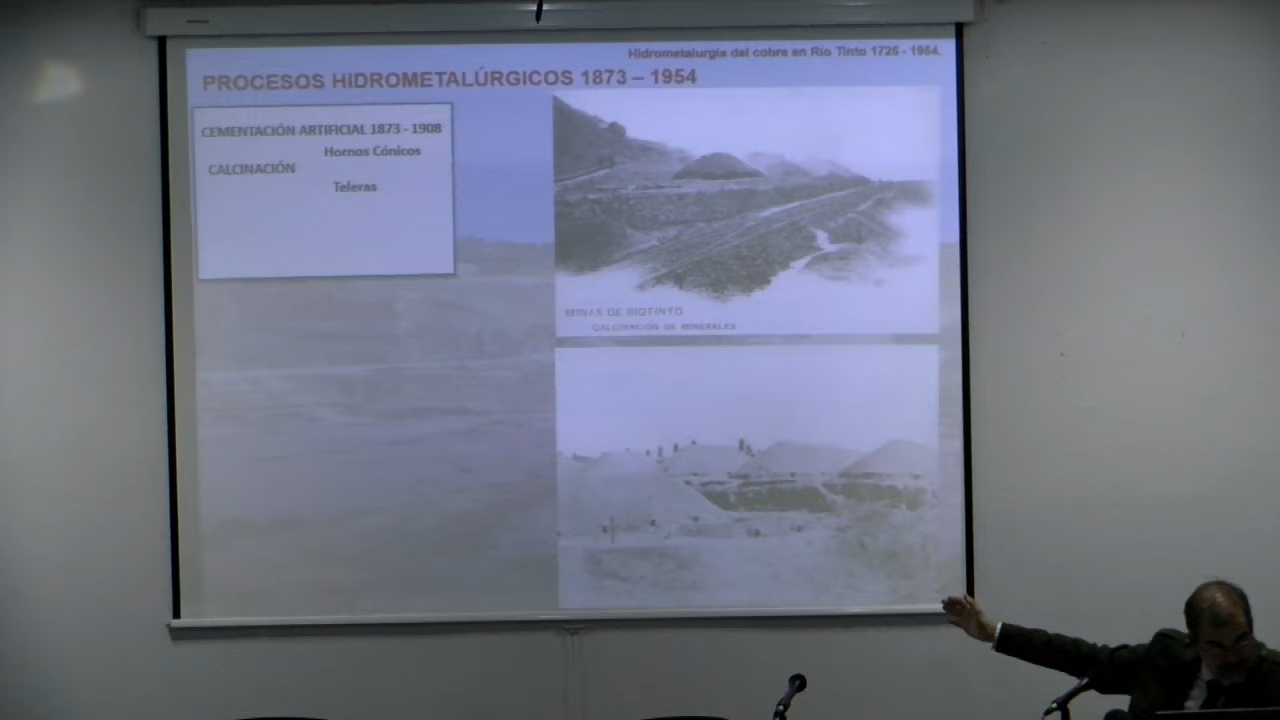 Hidrometalurgia del cobre en Río Tinto 1725 - 1954.
PROCESOS HIDROMETALÚRGICOS 1873 – 1954
CEMENTACIÓN ARTIFICIAL 1873 - 1908
Hornos Cónicos
CALCINACIÓN
Teleras
MINAS DE RIOTINTO
CALCINACIÓN DE MINERALES